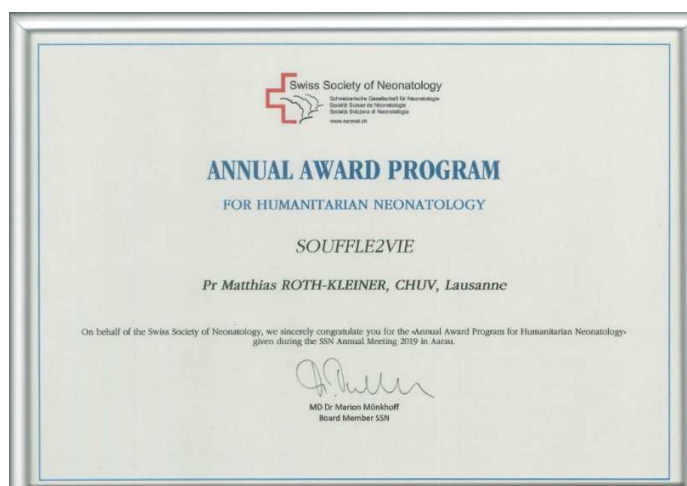 Swiss Society of Neonatology
Schweizerische Gesellschaft für Neonatologie
Société Suisse de Néonatologie
Società Svizzera di Neonatologia
www.neonet.ch
ANNUAL AWARD PROGRAM
FOR HUMANITARIAN NEONATOLOGY
SOUFFLE2VIE
Pr Matthias ROTH-KLEINER, CHUV, Lausanne
On behalf of the Swiss Society of Neonatology, we sincerely congratulate you for the «Annual Award Program for Humanitarian Neonatology»
given during the SSN Annual Meeting 2019 in Aarau.
MD Dr Marion Mönkhoff
Board Member SSN